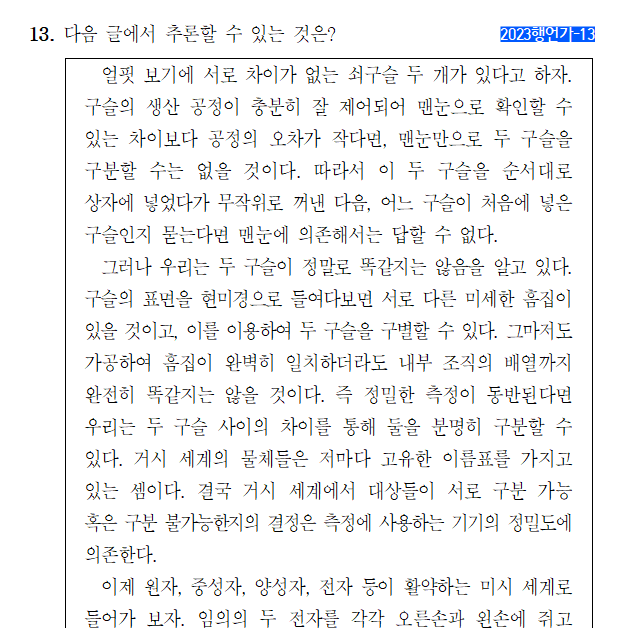 13. 다음 글에서 추론할 수 있는 것은?
2023행언가-13
얼핏 보기에 서로 차이가 없는 쇠구슬 두 개가 있다고 하자.
구슬의 생산 공정이 충분히 잘 제어되어 맨눈으로 확인할 수
있는 차이보다 공정의 오차가 작다면, 맨눈만으로 두 구슬을
구분할 수는 없을 것이다. 따라서 이 두 구슬을 순서대로
상자에 넣었다가 무작위로 꺼낸 다음, 어느 구슬이 처음에 넣은
구슬인지 묻는다면 맨눈에 의존해서는 답할 수 없다.
그러나 우리는 두 구슬이 정말로 똑같지는 않음을 알고 있다.
구슬의 표면을 현미경으로 들여다보면 서로 다른 미세한 흠집이
있을 것이고, 이를 이용하여 두 구슬을 구별할 수 있다. 그마저도
가공하여 흠집이 완벽히 일치하더라도 내부 조직의 배열까지
완전히 똑같지는 않을 것이다. 즉 정밀한 측정이 동반된다면
우리는 두 구슬 사이의 차이를 통해 둘을 분명히 구분할 수
있다. 거시 세계의 물체들은 저마다 고유한 이름표를 가지고
있는 셈이다. 결국 거시 세계에서 대상들이 서로 구분 가능
혹은 구분 불가능한지의 결정은 측정에 사용하는 기기의 정밀도에
의존한다.
이제 원자, 중성자, 양성자, 전자 등이 활약하는 미시 세계로
들어가 보자. 임의의 두 전자를 각각 오른손과 왼손에 쥐고